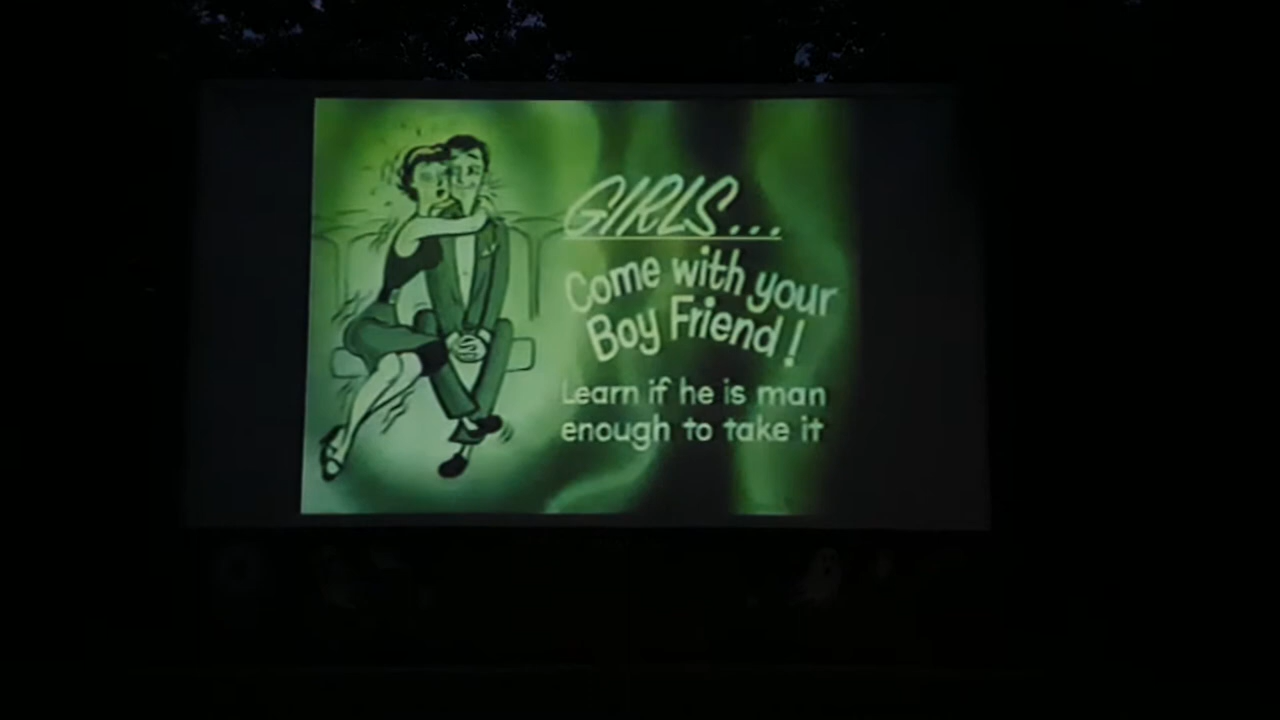 GIRLS...
Come with your
Boy Friend!
Learn if he is man
enough to take it